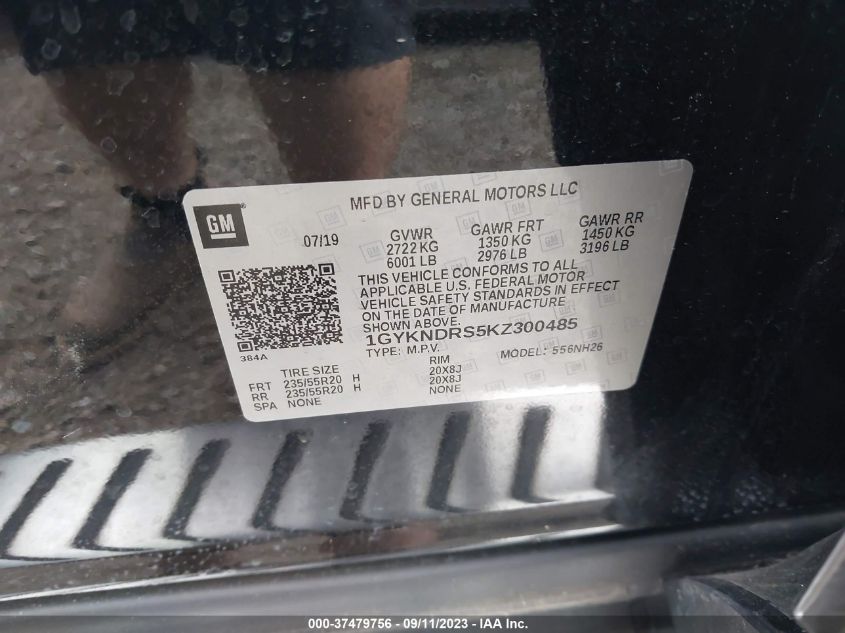 MFD BY GENERAL MOTORS LLC
GM®
07/19
GVWR GAWR FRT GAWR RR
2722 KG 1350 KG 1450 KG
6001 LB 2976 LB 3196 LB
THIS VEHICLE CONFORMS TO ALL
APPLICABLE U.S. FEDERAL MOTOR
VEHICLE SAFETY STANDARDS IN EFFECT
ON THE DATE OF MANUFACTURE
SHOWN ABOVE.
1GYKNDRS5KZ300485
384A
TYPE: M.P.V. MODEL: 556NH26
TIRE SIZE RIM
FRT 235/55R20 H 20X8J
RR 235/55R20 H 20X8J
SPA NONE NONE
000-37479756 - 09/11/2023 - IAA Inc.